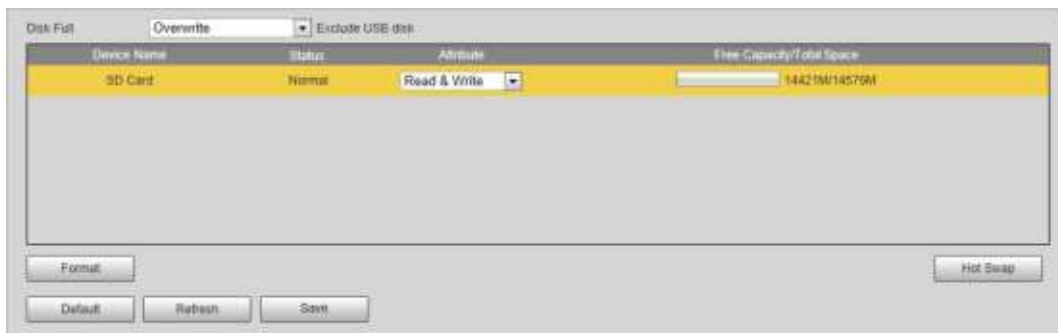 Disk Full Overwrite Exclude USB disk
Device Name Status Attribute Free Capacity/Total Space
SD Card Normal Read & Write 14421M/14576M
Format Hot Swap
Default Refresh Save